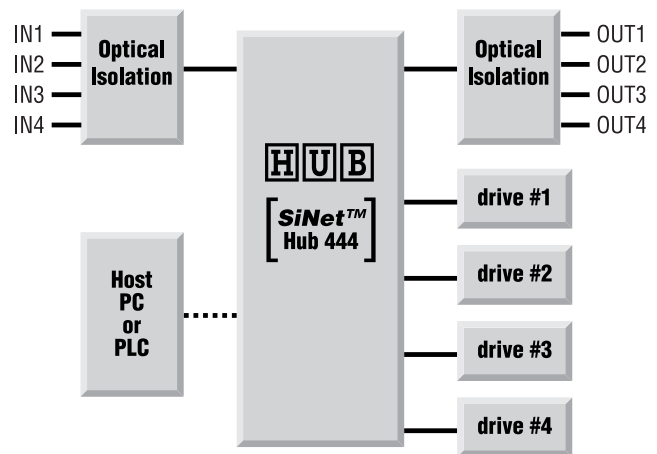 IN1
IN2
IN3
IN4
Optical
Isolation
Optical
Isolation
OUT1
OUT2
OUT3
OUT4
HUB
SiNet™
Hub 444
Host
PC
or
PLC
drive #1
drive #2
drive #3
drive #4